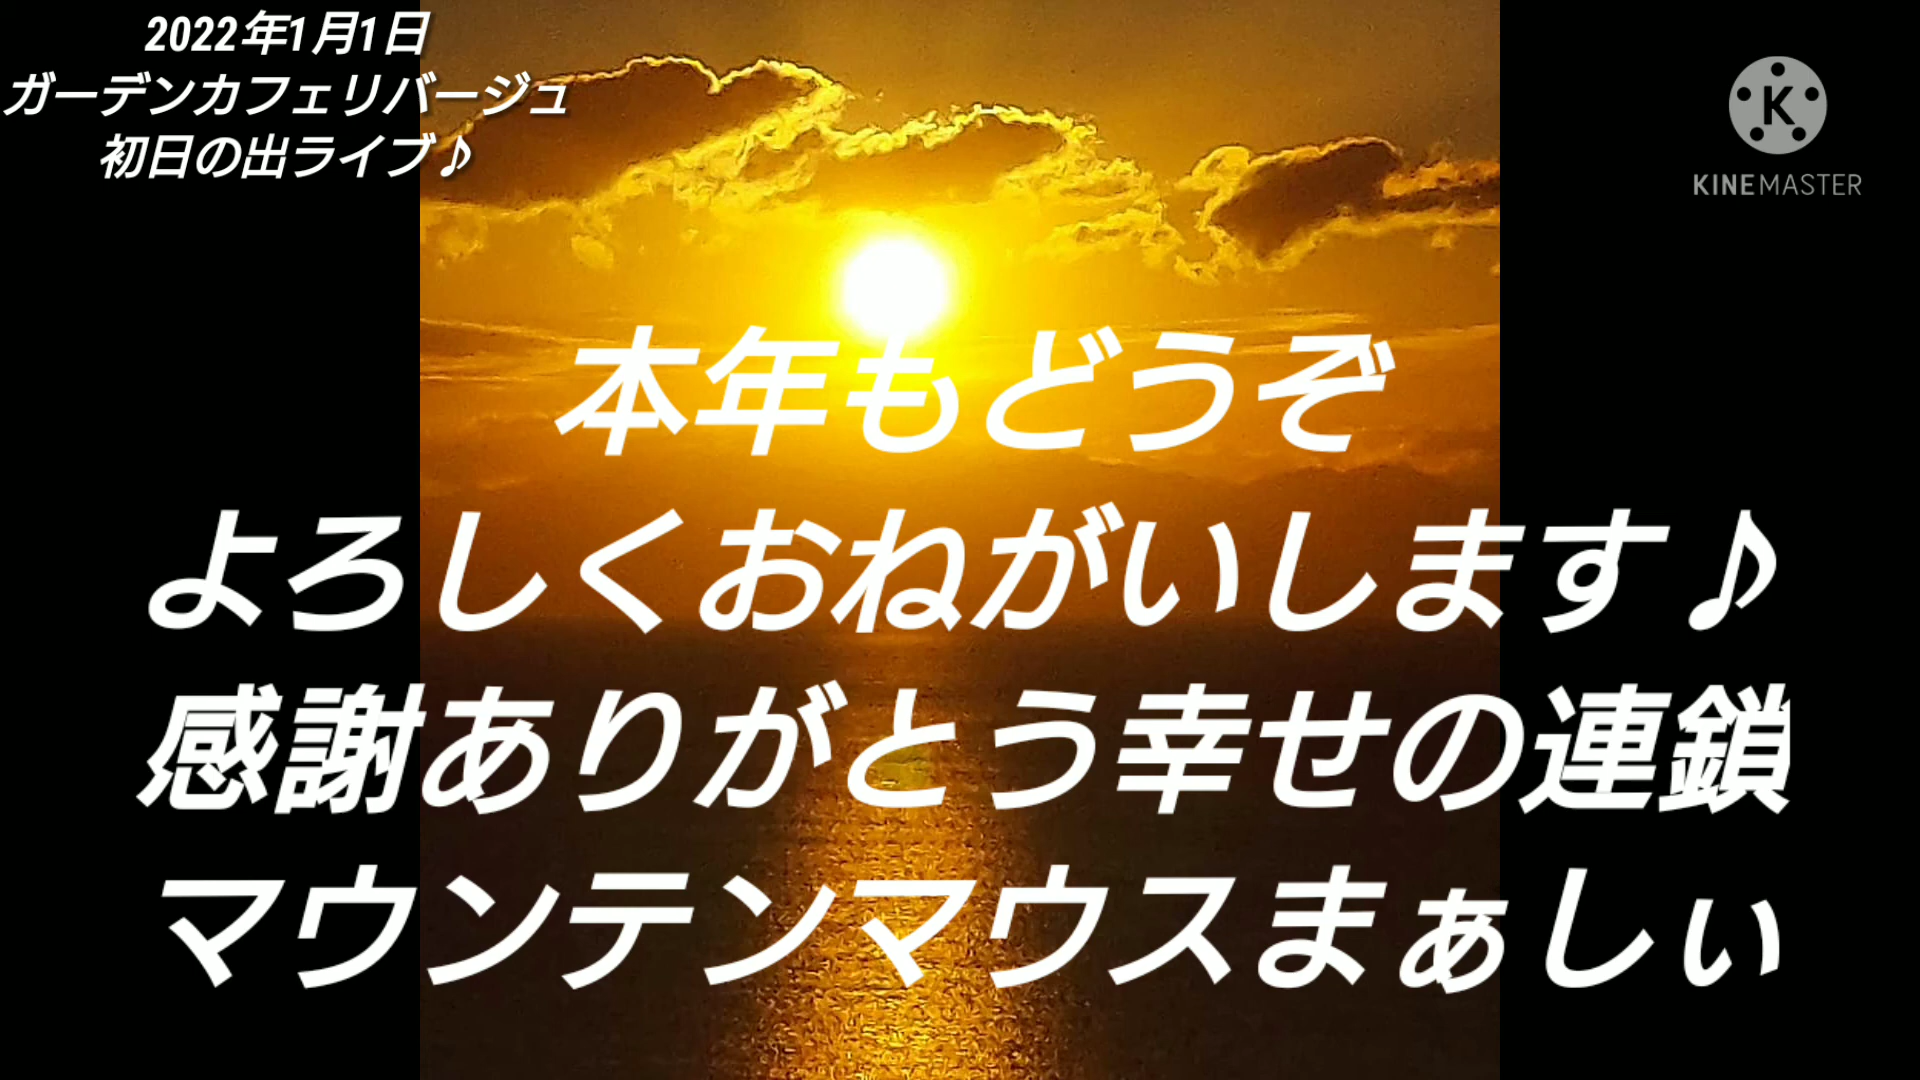 2022年1月1日
ガーデンカフェリバージュ
初日の出ライブ♪
K
KINEMASTER
本年もどうぞ
よろしくおねがいします♪
感謝ありがとう幸せの連鎖
マウンテンマウスまぁしぃ